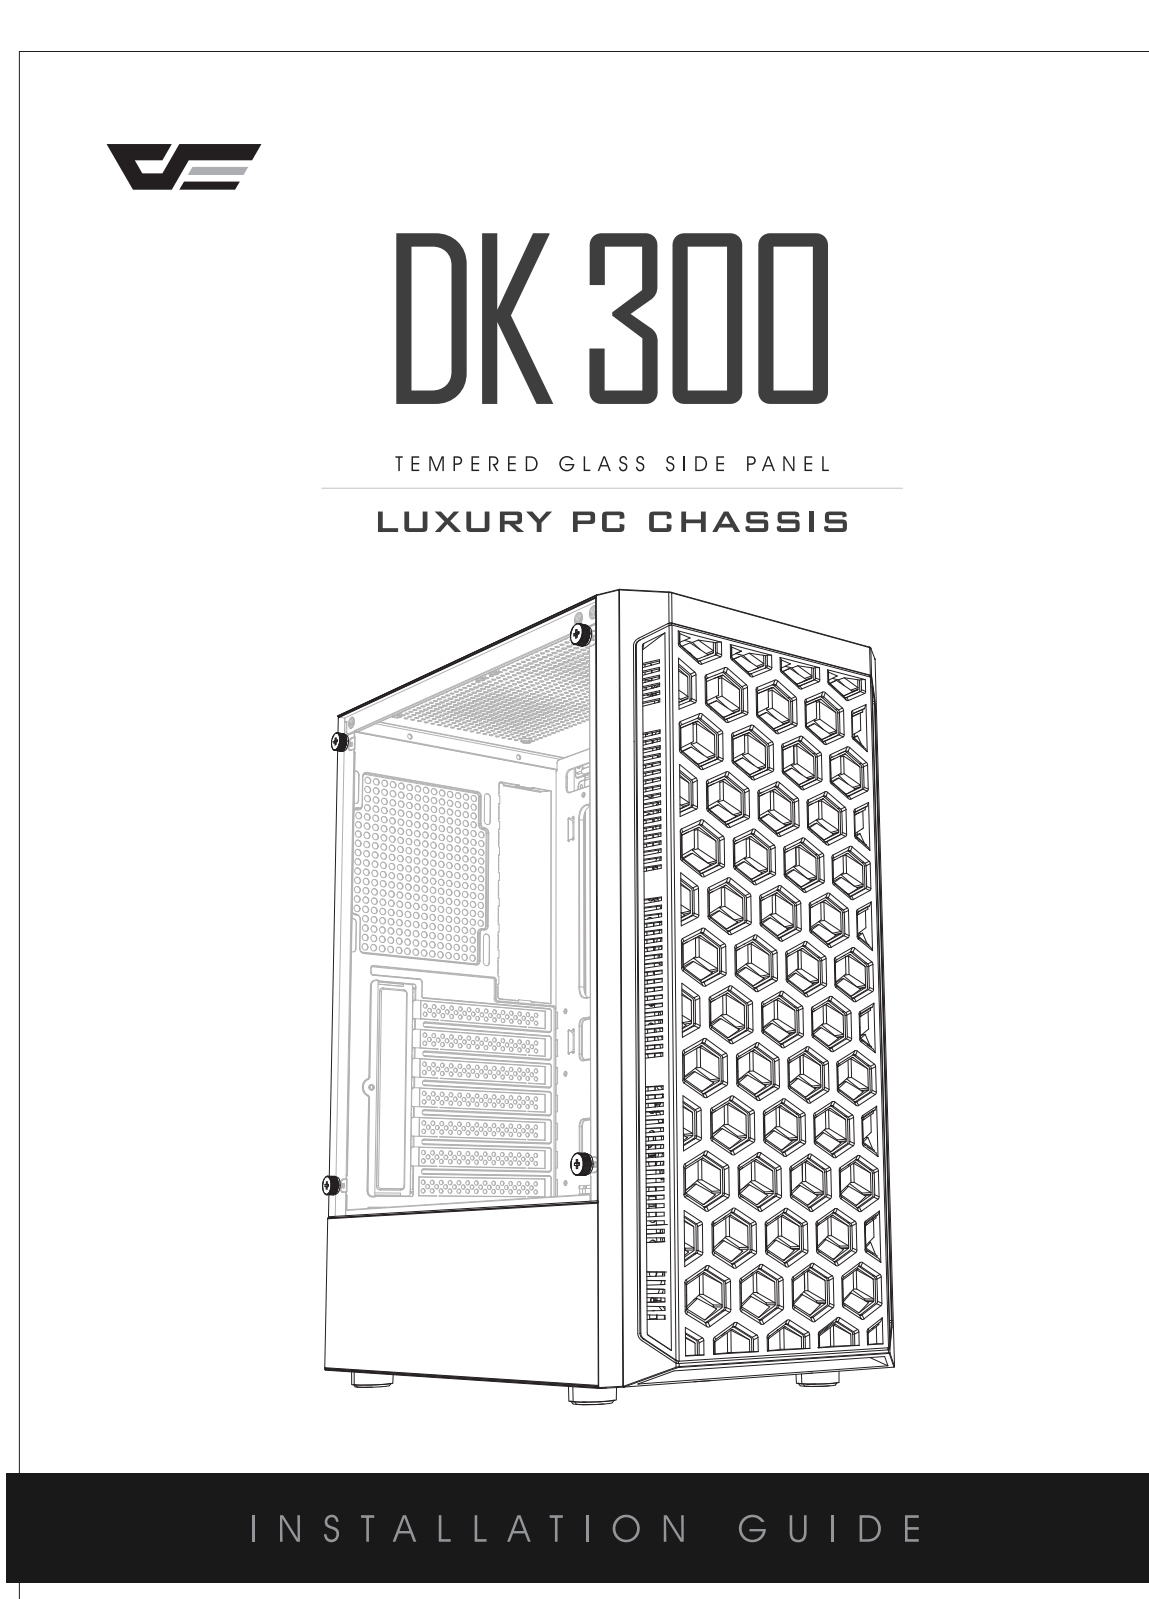 DK 300
TEMPERED GLASS SIDE PANEL
LUXURY PC CHASSIS
INSTALLATION GUIDE